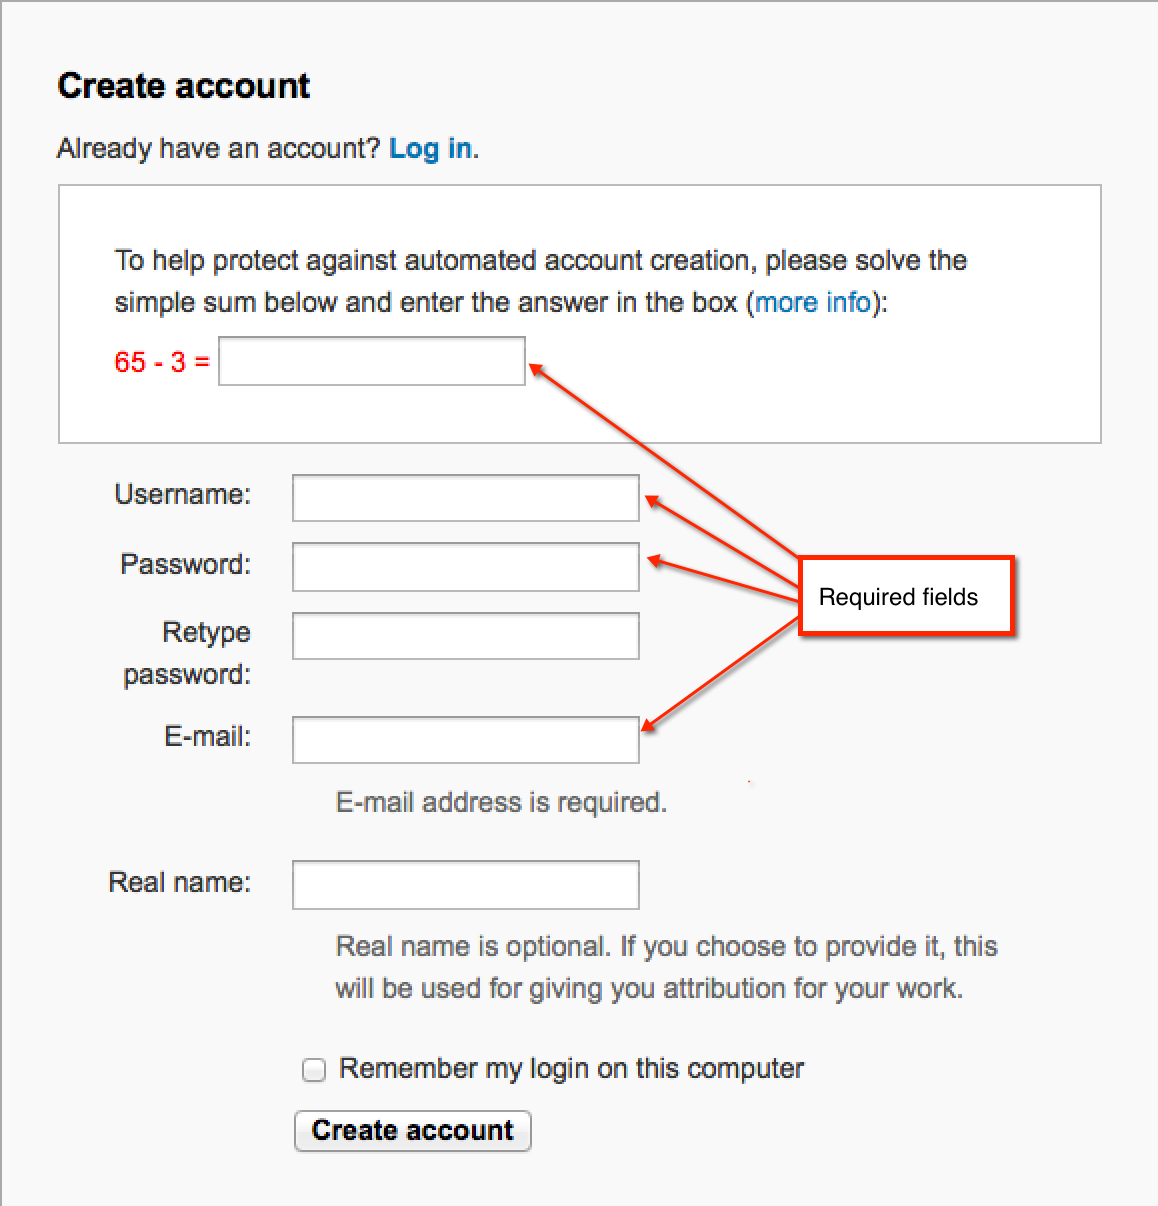 Create account
Already have an account? Log in.
To help protect against automated account creation, please solve the
simple sum below and enter the answer in the box (more info):
65 - 3 =
Username:
Password:
Required fields
Retype
password:
E-mail:
E-mail address is required.
Real name:
Real name is optional. If you choose to provide it, this
will be used for giving you attribution for your work.
Remember my login on this computer
Create account